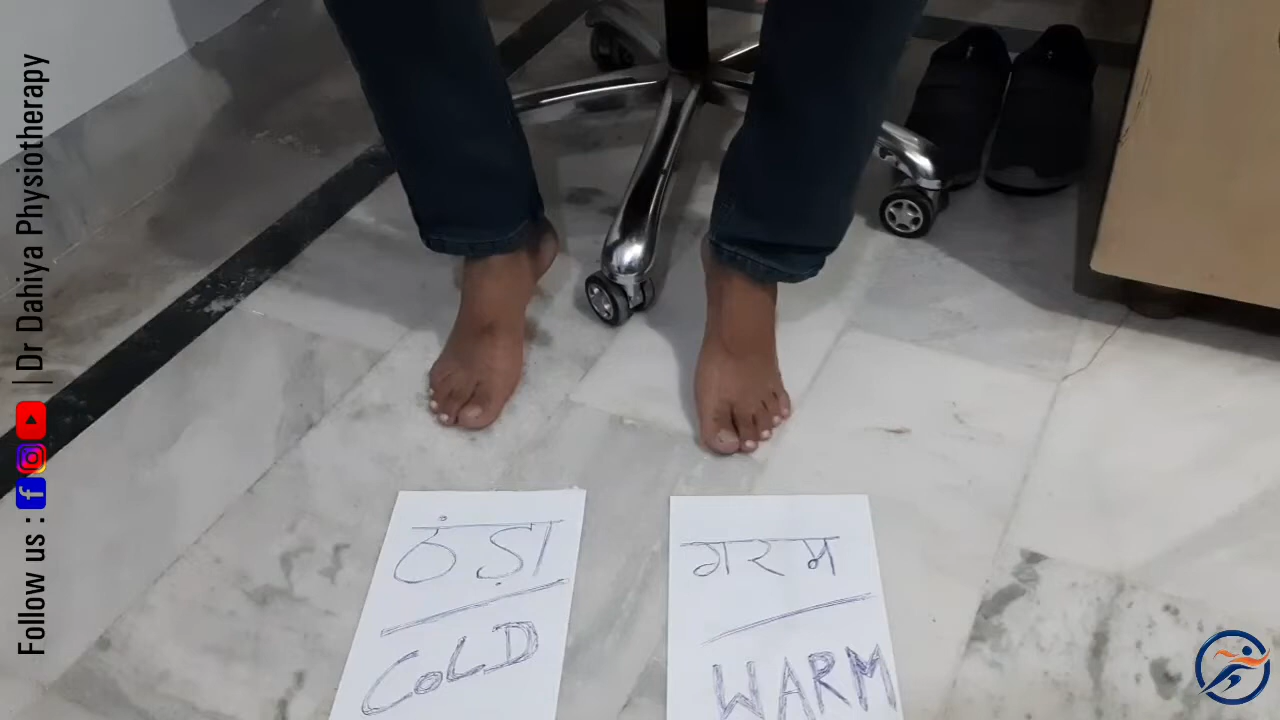 Follow us : | Dr Dahiya Physiotherapy
ठंड़ा
COLD
गरम
WARM